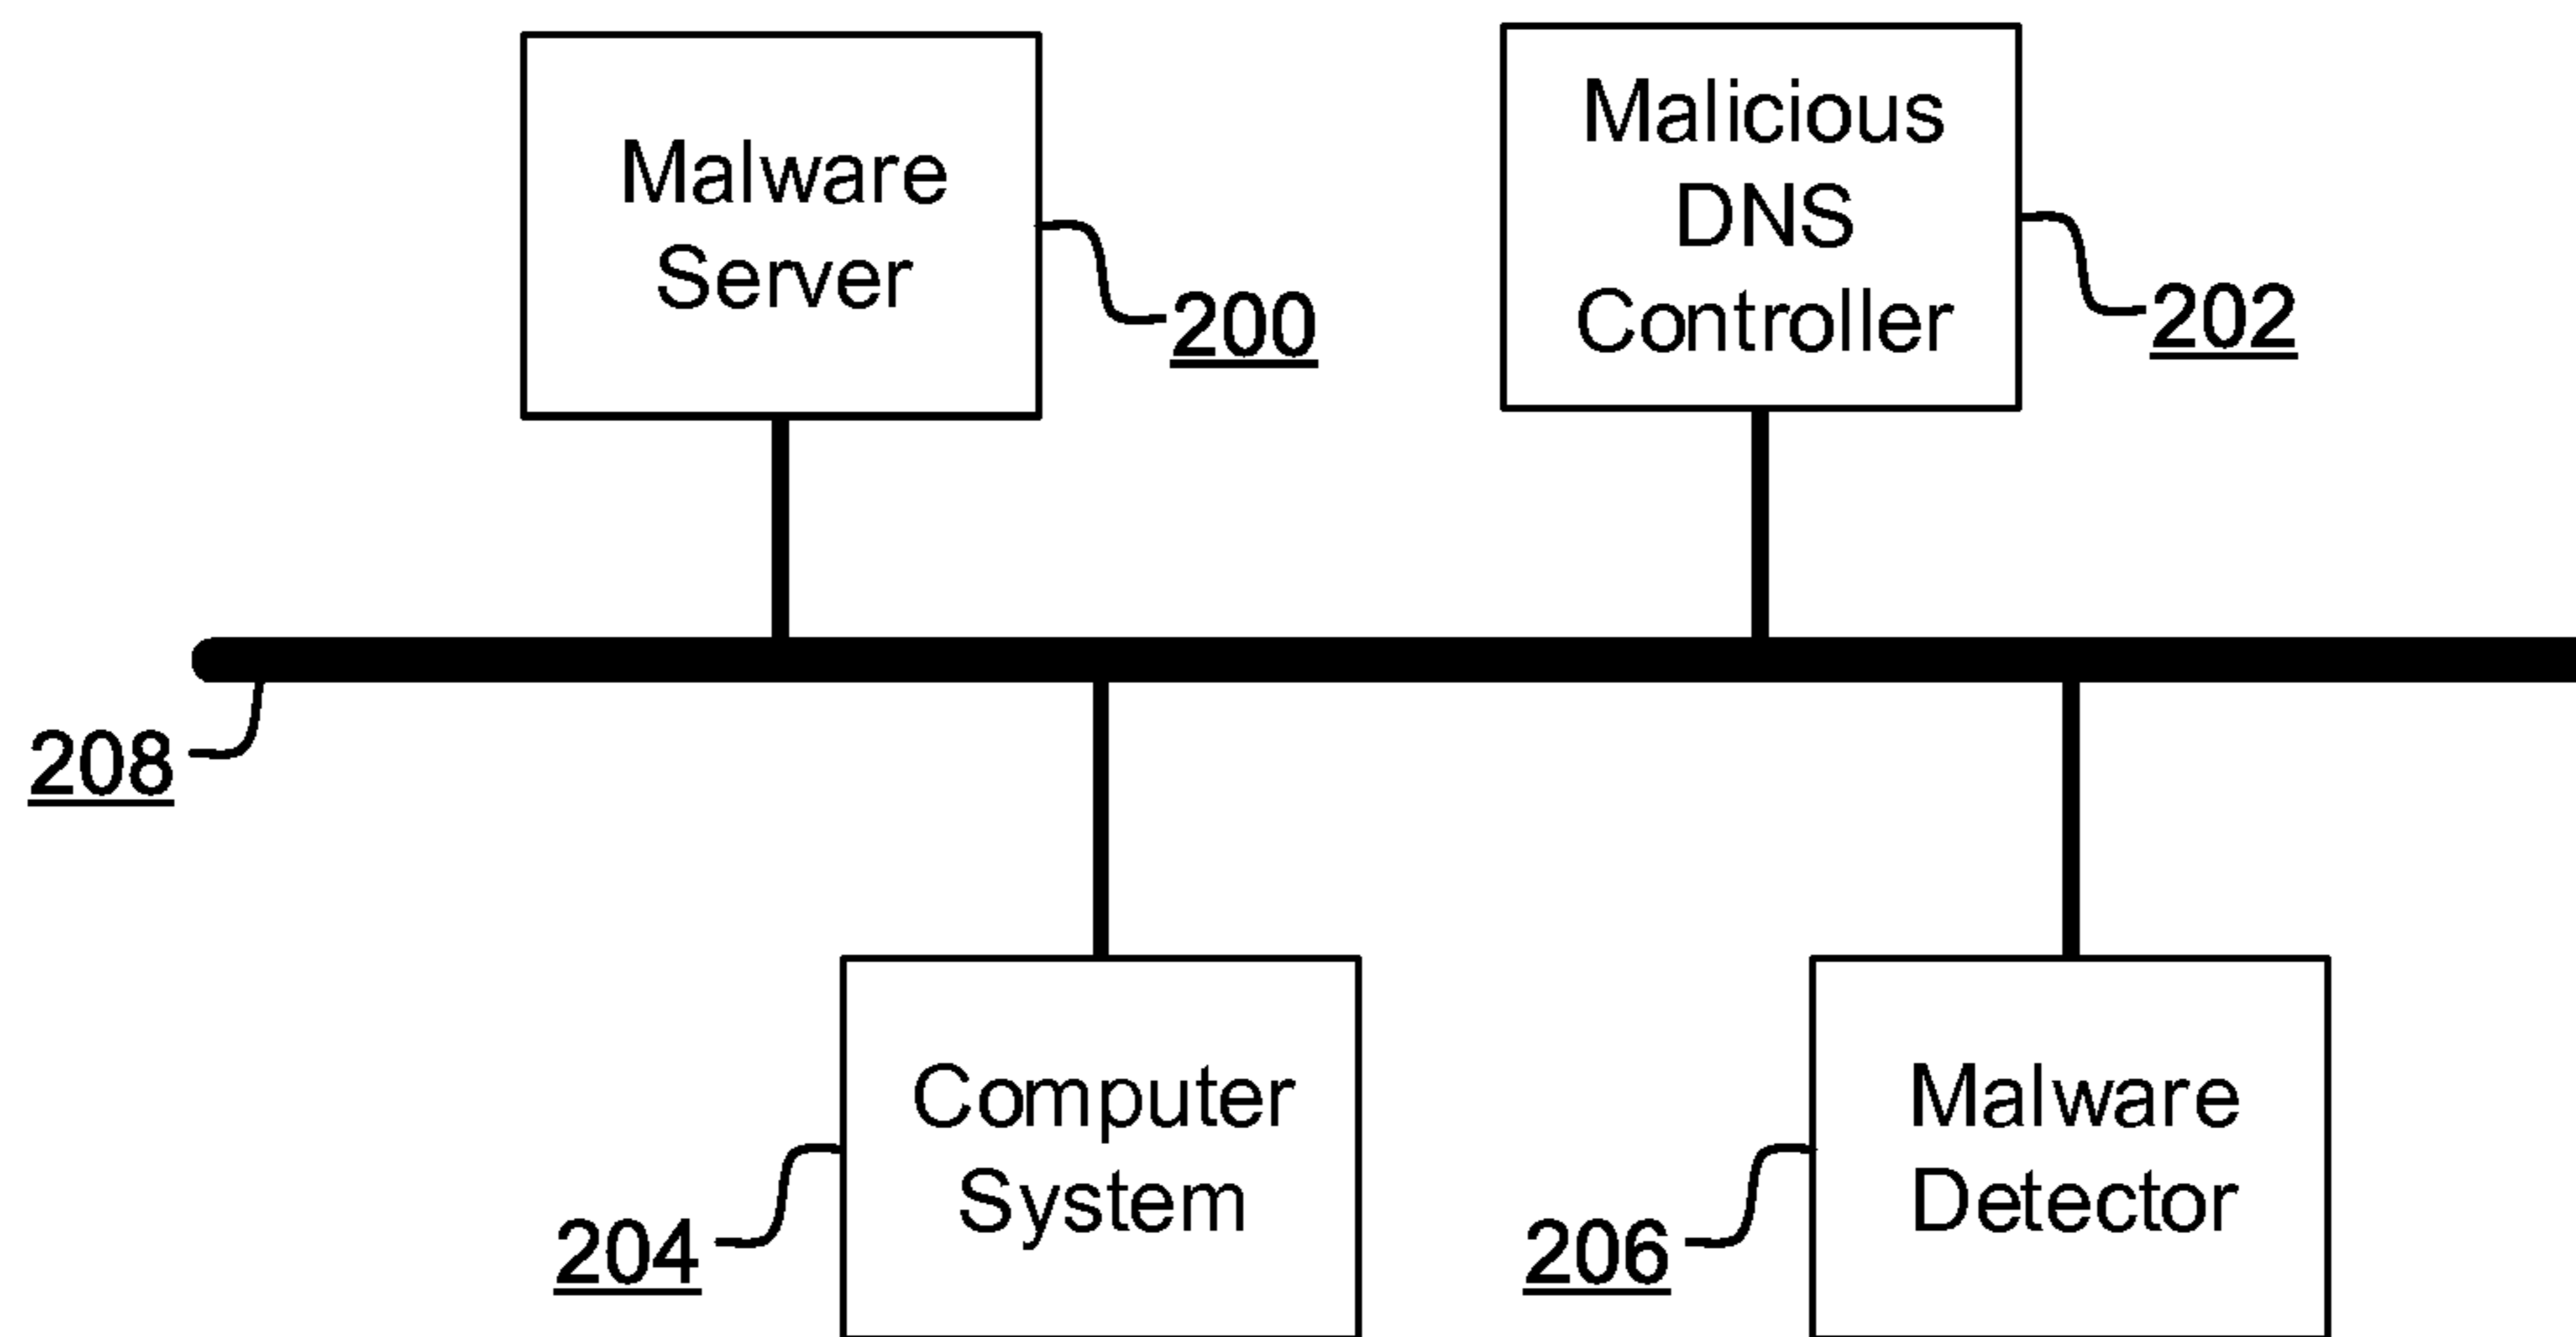 Malware
Server
200
Malicious
DNS
Controller
202
208
Computer
System
204
Malware
Detector
206